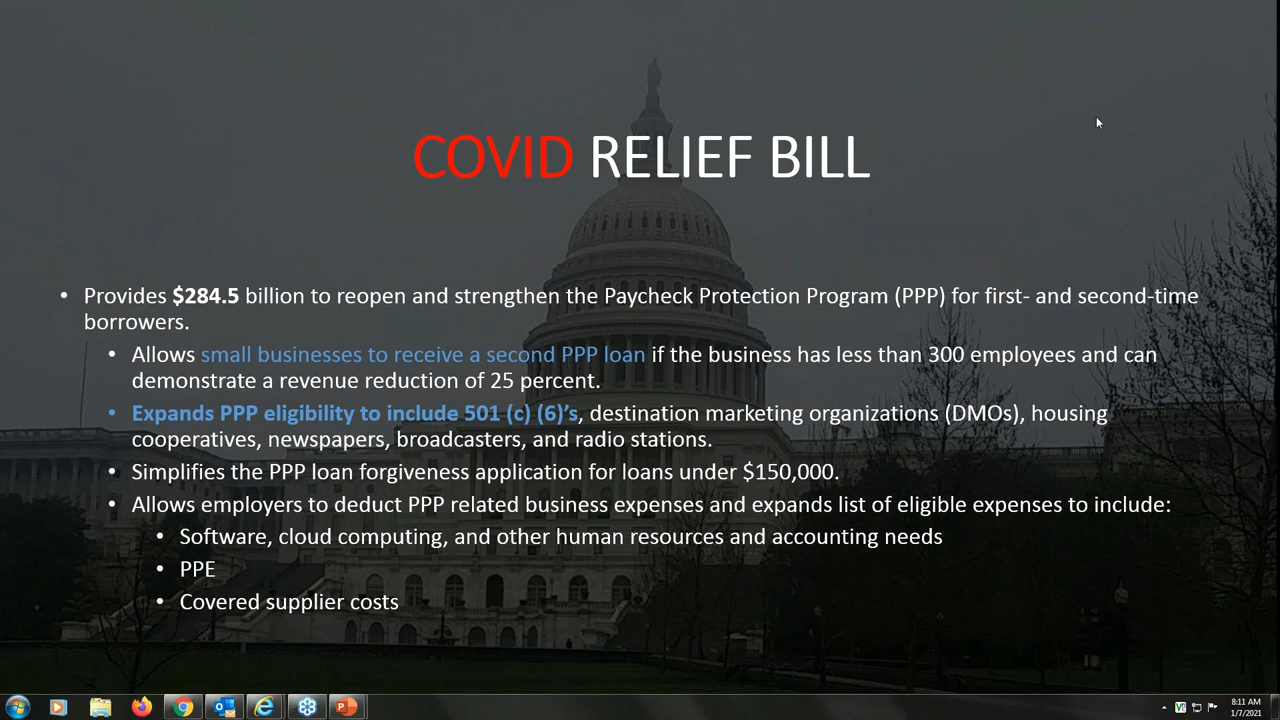 COVID RELIEF BILL
• Provides $284.5 billion to reopen and strengthen the Paycheck Protection Program (PPP) for first- and second-time
borrowers.
• Allows small businesses to receive a second PPP loan if the business has less than 300 employees and can
demonstrate a revenue reduction of 25 percent.
• Expands PPP eligibility to include 501 (c) (6)’s, destination marketing organizations (DMOs), housing
cooperatives, newspapers, broadcasters, and radio stations.
• Simplifies the PPP loan forgiveness application for loans under $150,000.
• Allows employers to deduct PPP related business expenses and expands list of eligible expenses to include:
• Software, cloud computing, and other human resources and accounting needs
• PPE
• Covered supplier costs
8:11 AM
1/7/2021